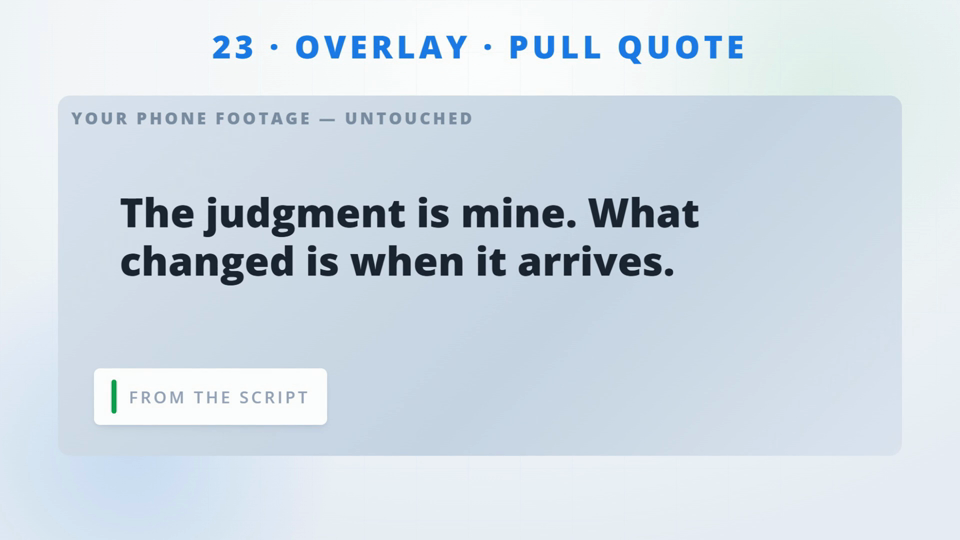 23 · OVERLAY · PULL QUOTE
YOUR PHONE FOOTAGE — UNTOUCHED
The judgment is mine. What
changed is when it arrives.
FROM THE SCRIPT